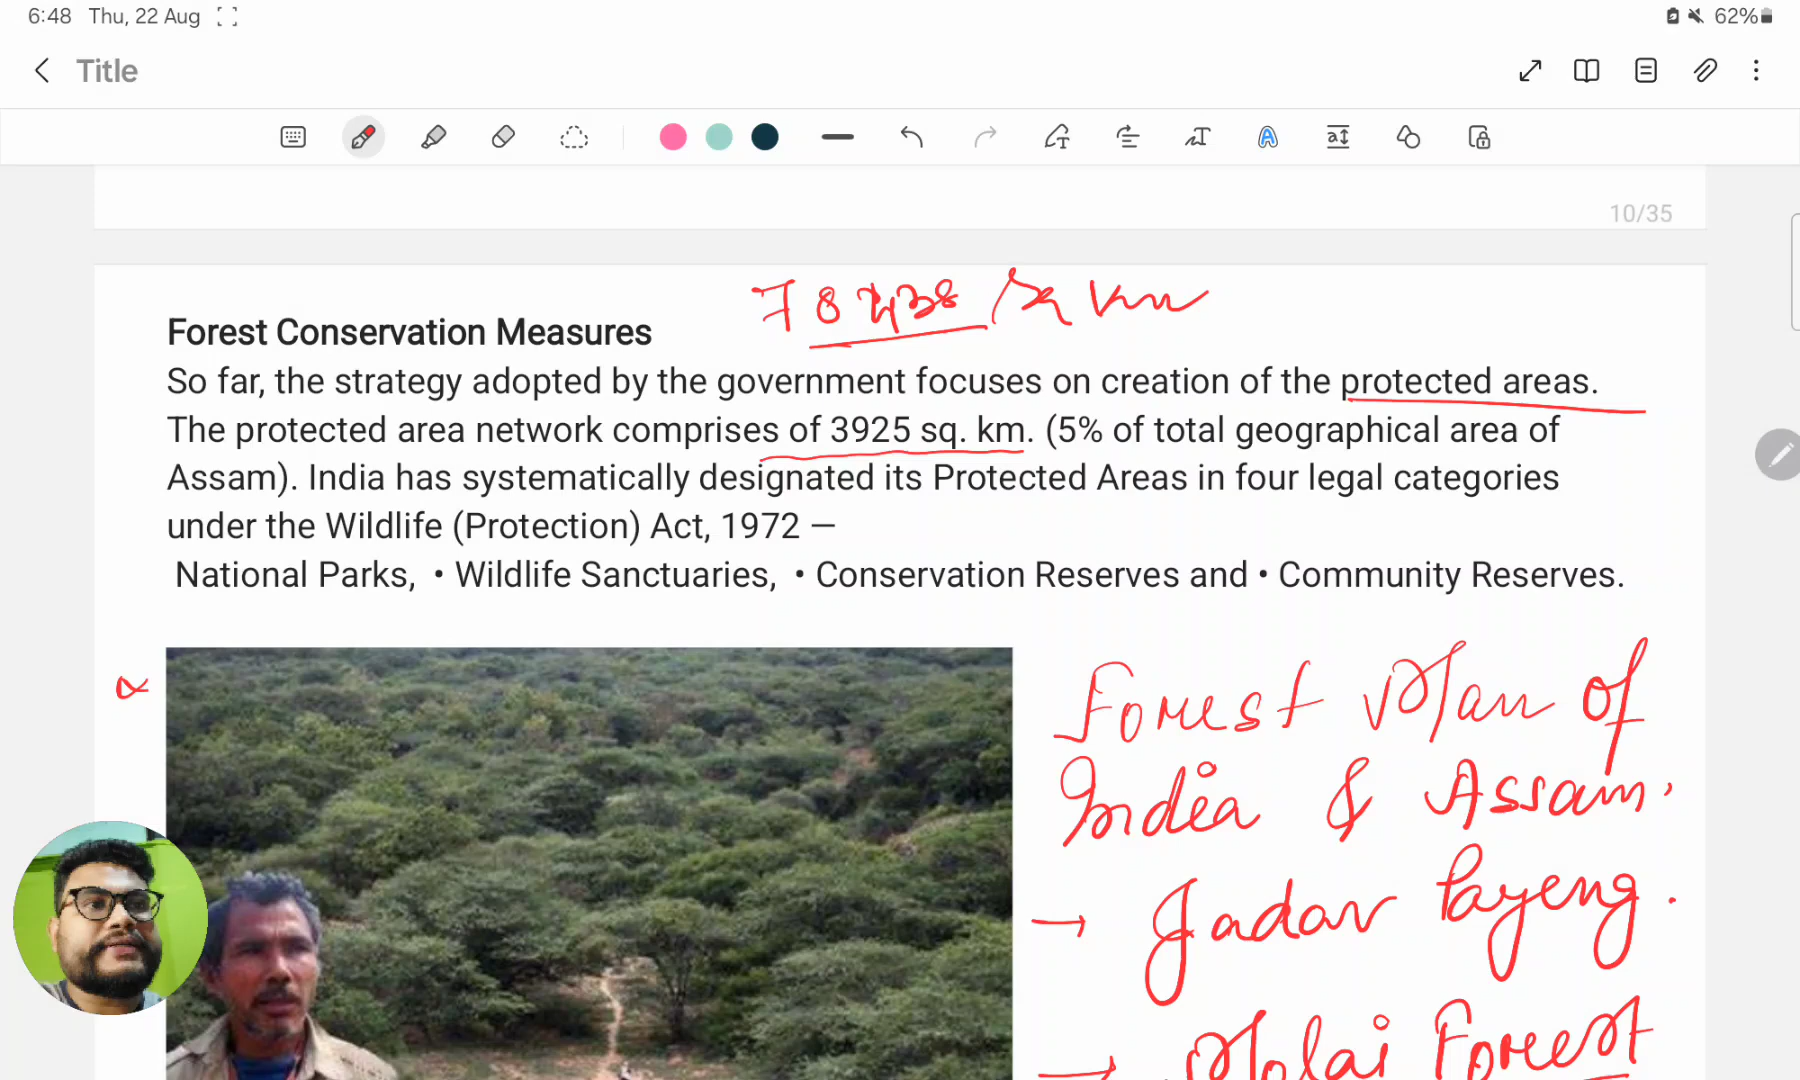 6:48 Thu, 22 Aug 62%
Title
10/35
78438 sq km
Forest Conservation Measures
So far, the strategy adopted by the government focuses on creation of the protected areas.
The protected area network comprises of 3925 sq. km. (5% of total geographical area of
Assam). India has systematically designated its Protected Areas in four legal categories
under the Wildlife (Protection) Act, 1972 —
National Parks, • Wildlife Sanctuaries, • Conservation Reserves and • Community Reserves.
Forest Man of
India & Assam.
→ Jadav Payeng.
→ Molai Forest